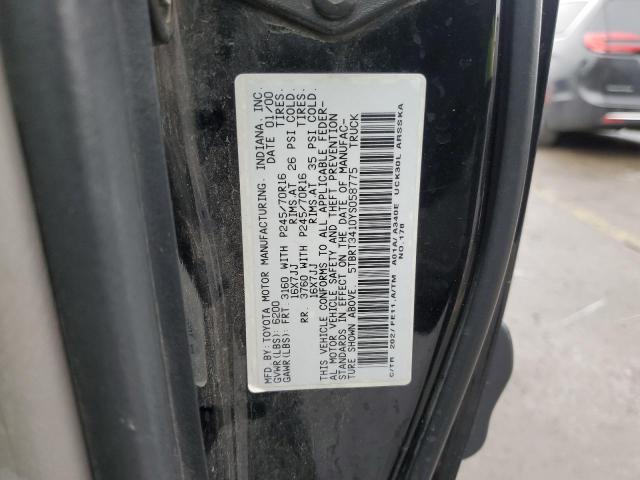 MFD. BY: TOYOTA MOTOR MANUFACTURING. INDIANA, INC.
GVWR(LBS): 6200 DATE 01/00
GAWR(LBS): FRT. 3160 WITH P245/70R16 TIRES.
16X7JJ RIMS.AT 26 PSI COLD.
RR. 3760 WITH P245/70R16 TIRES.
16X7JJ RIMS.AT 35 PSI COLD.
THIS VEHICLE CONFORMS TO ALL APPLICABLE FEDER-
AL MOTOR VEHICLE SAFETY AND THEFT PREVENTION
STANDARDS IN EFFECT ON THE DATE OF MANUFAC-
TURE SHOWN ABOVE. 5TBRT3410YS058775 TRUCK
C/TR 202/FE11.A/TM A01A/A340E UCK30L ARSSKA
NO.178